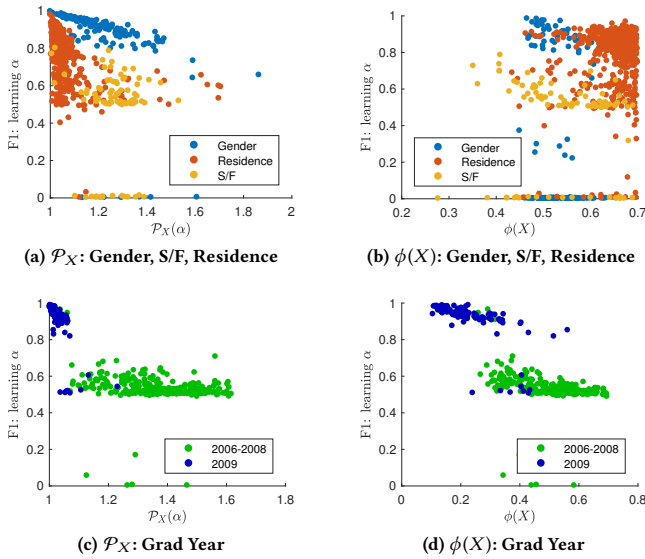 F1: learning α
1
0.8
0.6
0.4
0.2
0
Gender
Residence
S/F
1 1.2 1.4 1.6 1.8 2
𝒫_X(α)
(a) 𝒫_X: Gender, S/F, Residence
F1: learning α
1
0.8
0.6
0.4
0.2
0
Gender
Residence
S/F
0.2 0.3 0.4 0.5 0.6 0.7
ϕ(X)
(b) ϕ(X): Gender, S/F, Residence
F1: learning α
1
0.8
0.6
0.4
0.2
0
2006-2008
2009
1 1.2 1.4 1.6 1.8
𝒫_X(α)
(c) 𝒫_X: Grad Year
F1: learning α
1
0.8
0.6
0.4
0.2
0
2006-2008
2009
0 0.2 0.4 0.6 0.8
ϕ(X)
(d) ϕ(X): Grad Year